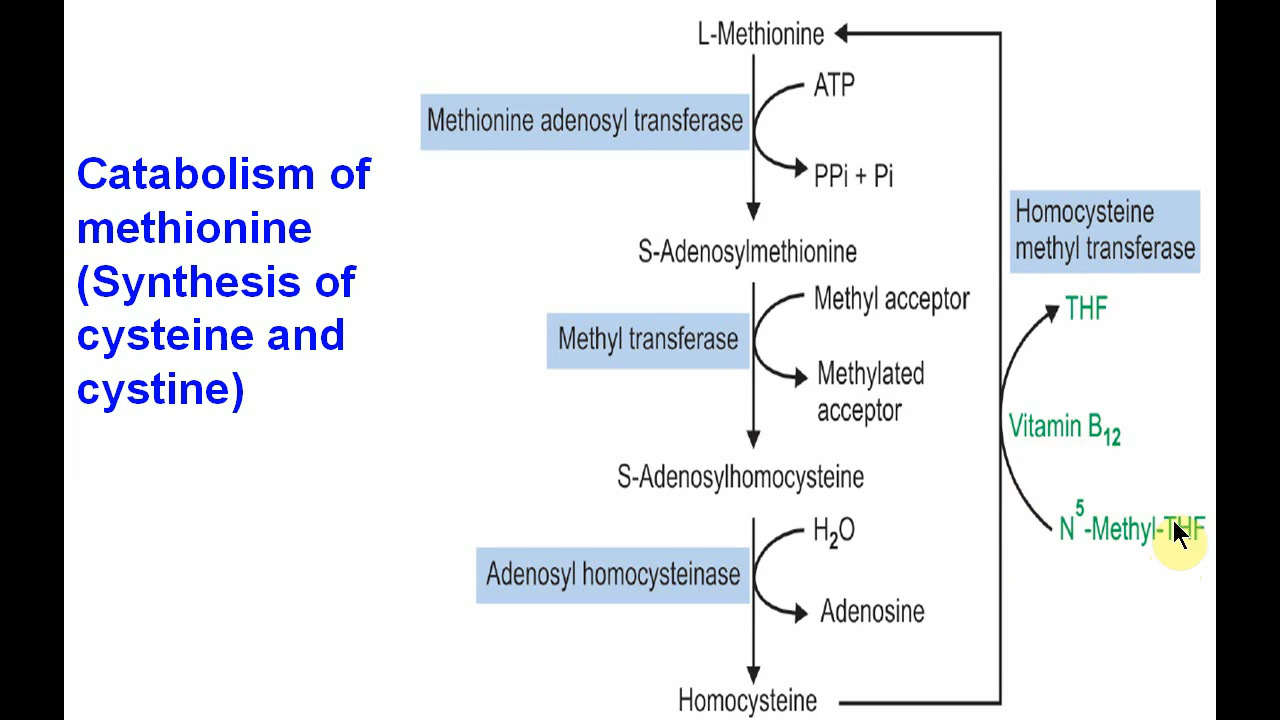 L-Methionine
ATP
Methionine adenosyl transferase
PPi + Pi
Catabolism of
methionine
(Synthesis of
cysteine and
cystine)
Homocysteine
methyl transferase
S-Adenosylmethionine
Methyl acceptor
THF
Methyl transferase
Methylated
acceptor
Vitamin B₁₂
S-Adenosylhomocysteine
N⁵-Methyl-THF
H₂O
Adenosyl homocysteinase
Adenosine
Homocysteine